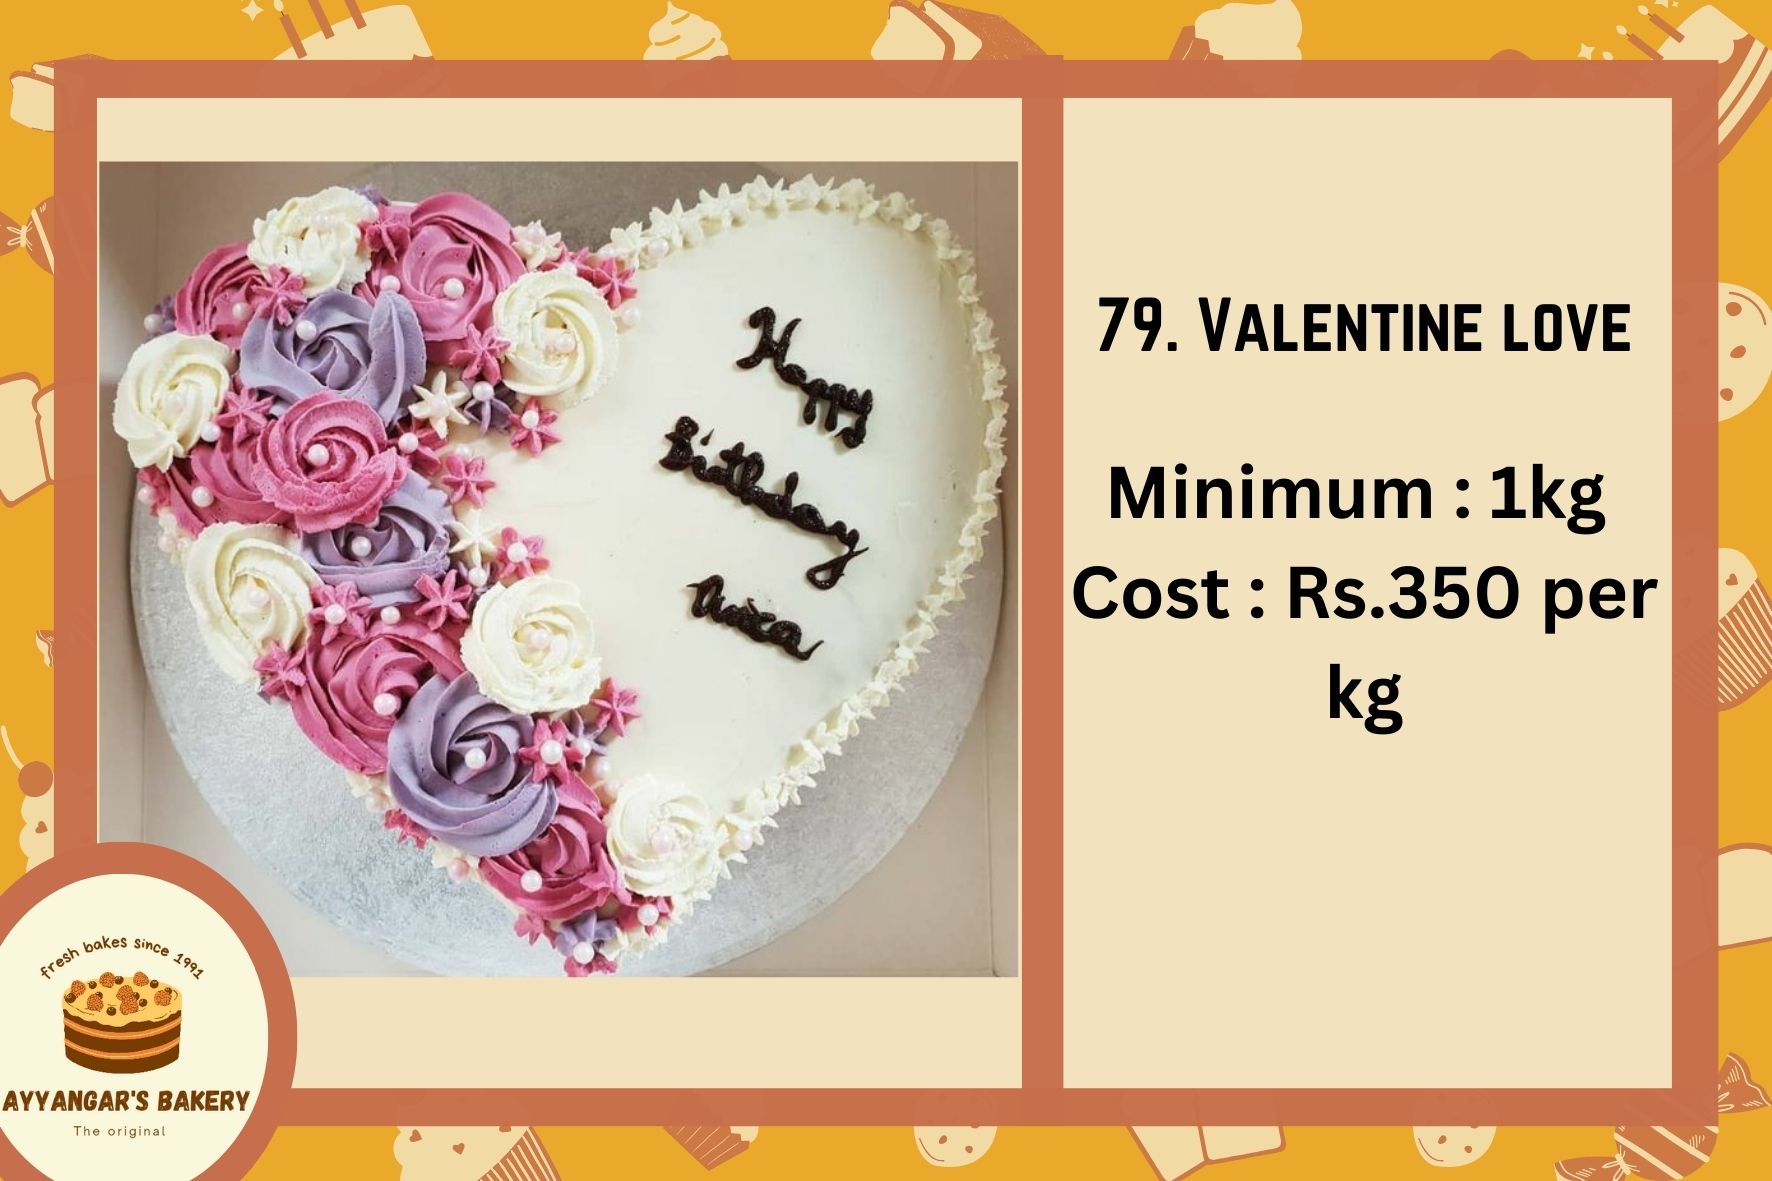 79. VALENTINE LOVE
Minimum : 1kg
Cost : Rs.350 per
kg
Happy
Birthday
fresh bakes since 1991
AYYANGAR'S BAKERY
The original